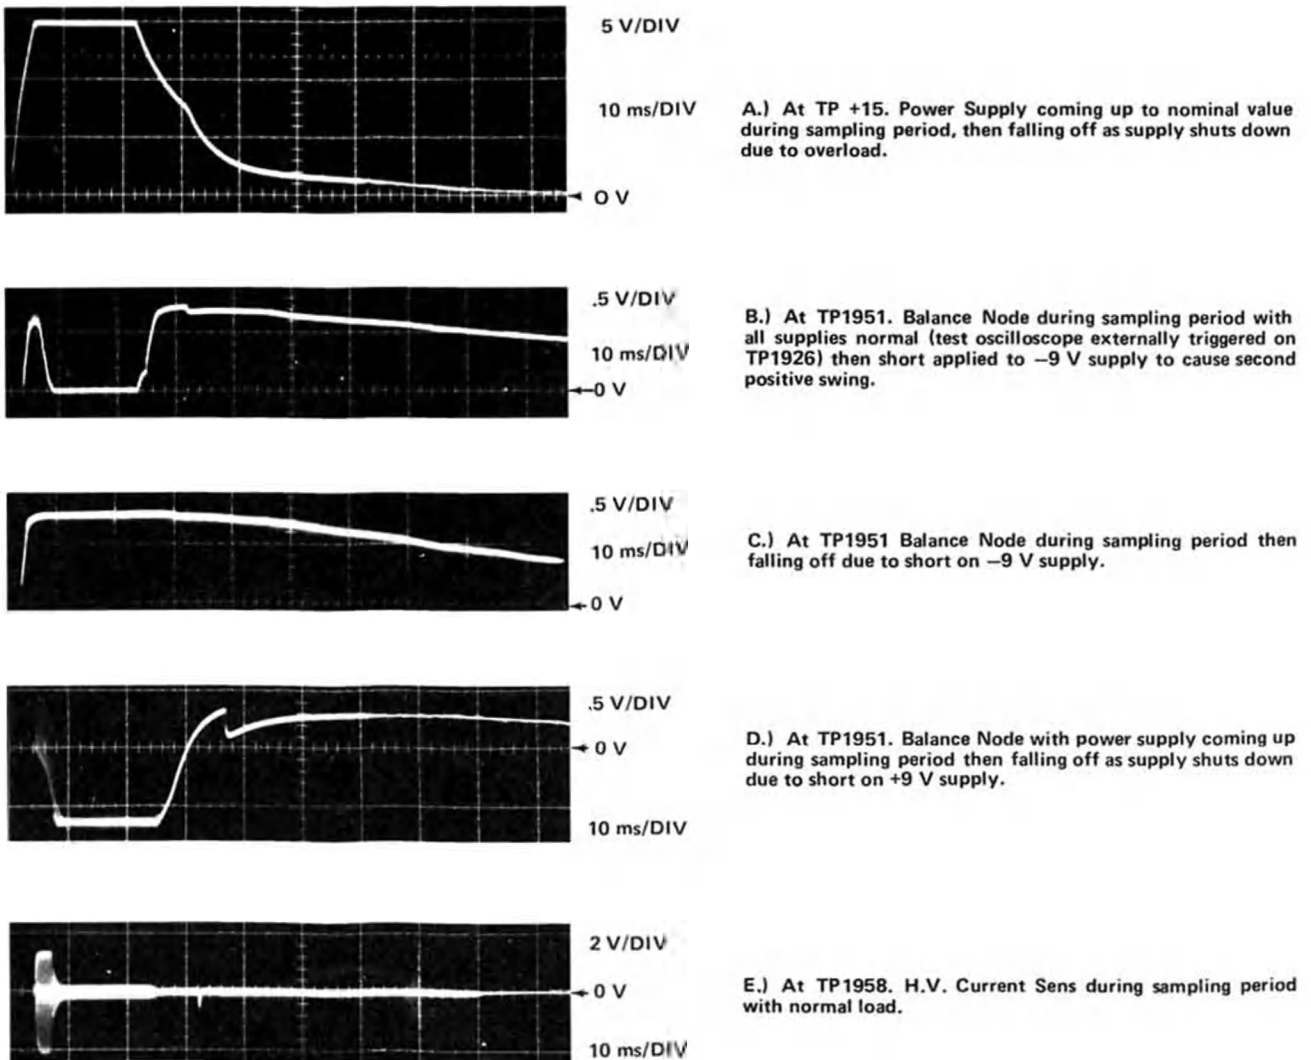 5 V/DIV
10 ms/DIV
0 V
A.) At TP +15. Power Supply coming up to nominal value
during sampling period, then falling off as supply shuts down
due to overload.
.5 V/DIV
10 ms/DIV
0 V
B.) At TP1951. Balance Node during sampling period with
all supplies normal (test oscilloscope externally triggered on
TP1926) then short applied to −9 V supply to cause second
positive swing.
.5 V/DIV
10 ms/DIV
0 V
C.) At TP1951 Balance Node during sampling period then
falling off due to short on −9 V supply.
.5 V/DIV
0 V
10 ms/DIV
D.) At TP1951. Balance Node with power supply coming up
during sampling period then falling off as supply shuts down
due to short on +9 V supply.
2 V/DIV
0 V
10 ms/DIV
E.) At TP1958. H.V. Current Sens during sampling period
with normal load.